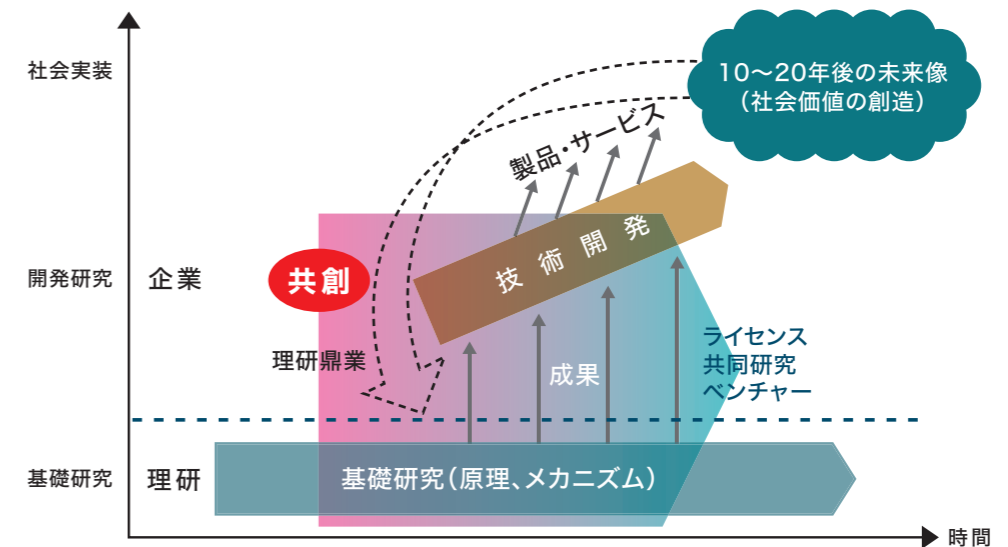 社会実装
10～20年後の未来像
（社会価値の創造）
製品・サービス
技術開発
開発研究
企業
共創
理研鼎業
成果
ライセンス
共同研究
ベンチャー
基礎研究
理研
基礎研究（原理、メカニズム）
時間